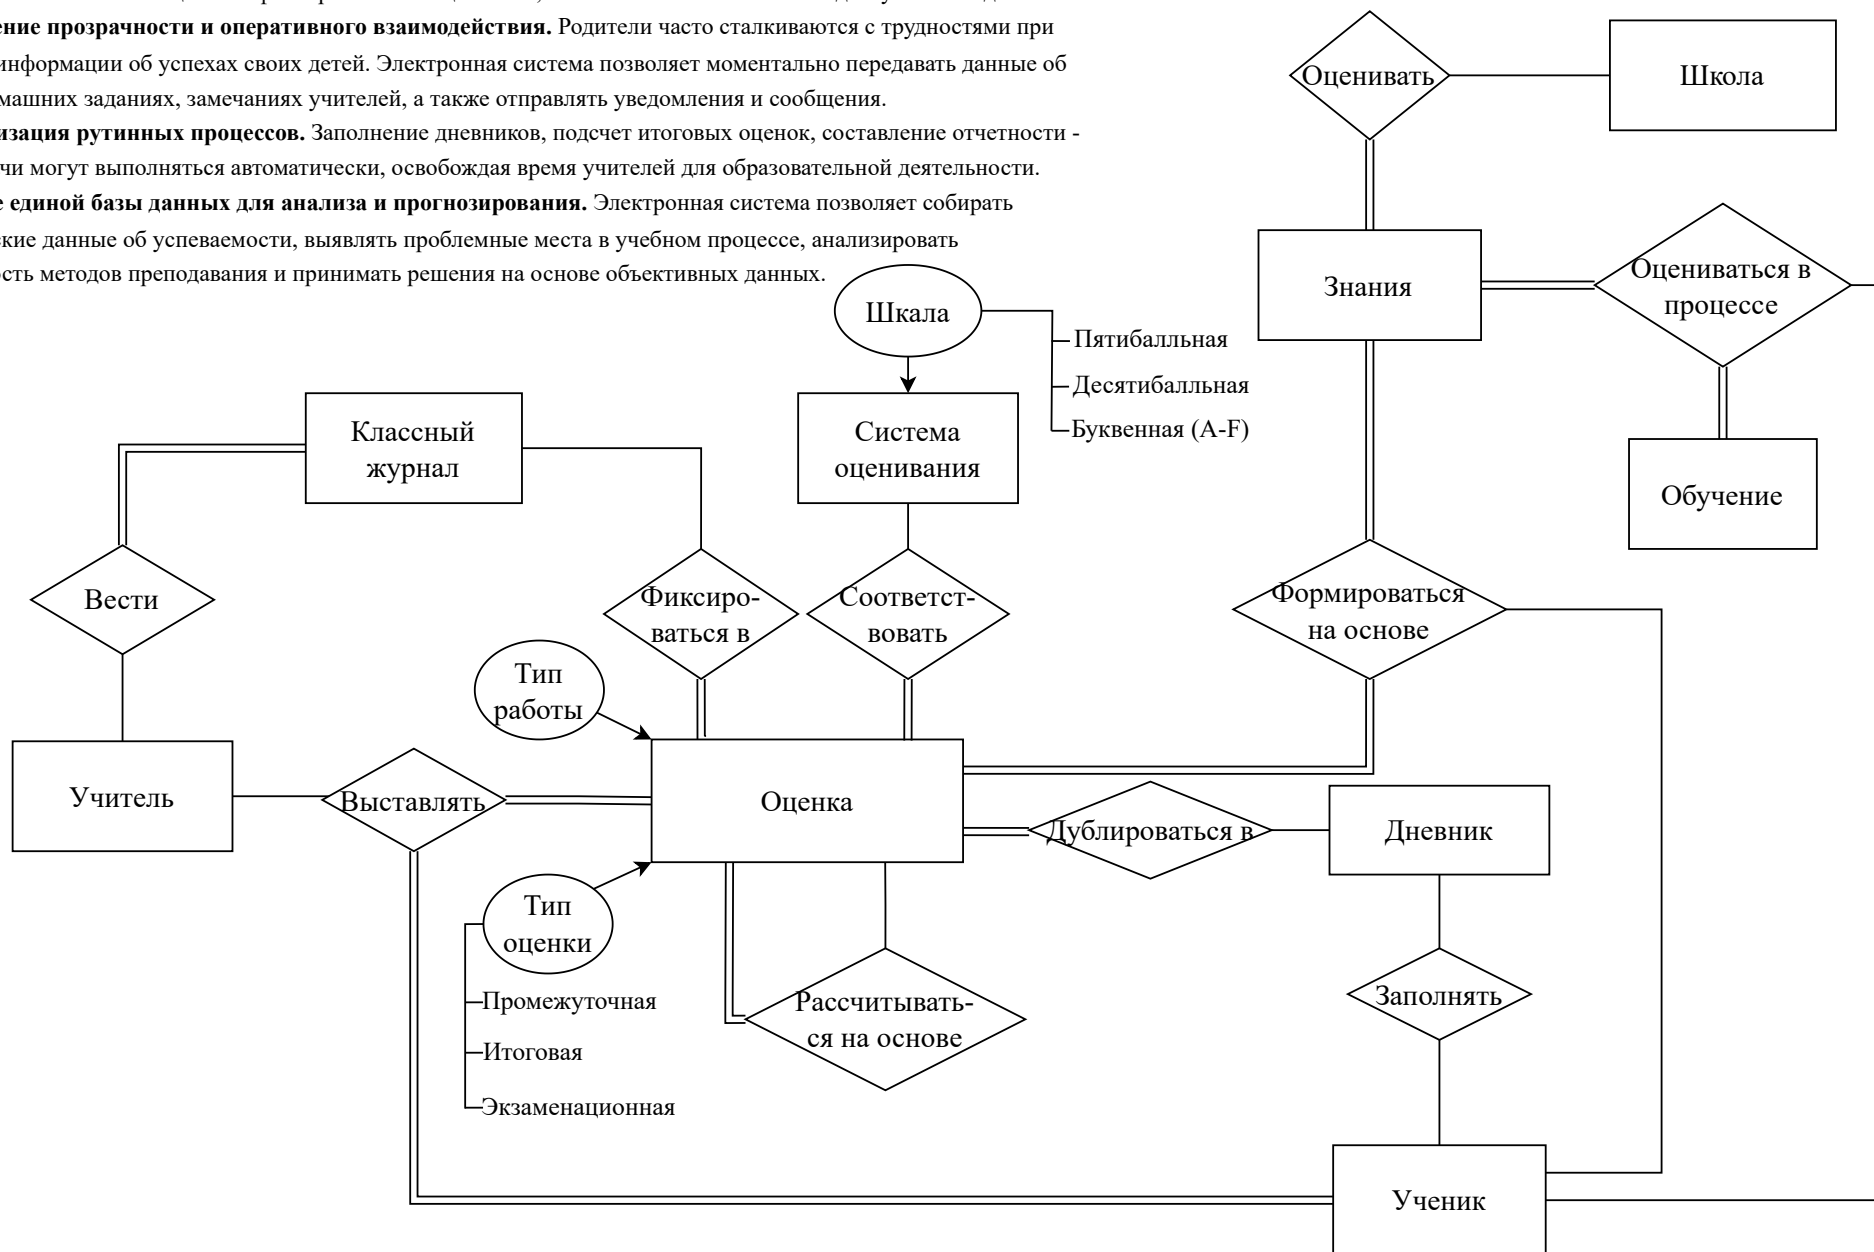 ение прозрачности и оперативного взаимодействия. Родители часто сталкиваются с трудностями при
информации об успехах своих детей. Электронная система позволяет моментально передавать данные об
машних заданиях, замечаниях учителей, а также отправлять уведомления и сообщения.
изация рутинных процессов. Заполнение дневников, подсчет итоговых оценок, составление отчетности -
чи могут выполняться автоматически, освобождая время учителей для образовательной деятельности.
е единой базы данных для анализа и прогнозирования. Электронная система позволяет собирать
кие данные об успеваемости, выявлять проблемные места в учебном процессе, анализировать
ость методов преподавания и принимать решения на основе объективных данных.
Оценивать
Школа
Знания
Оцениваться в
процессе
Шкала
Пятибалльная
Десятибалльная
Буквенная (A-F)
Классный
журнал
Система
оценивания
Обучение
Вести
Фиксиро-
ваться в
Соответст-
вовать
Формироваться
на основе
Тип
работы
Учитель
Выставлять
Оценка
Дублироваться в
Дневник
Тип
оценки
Промежуточная
Итоговая
Экзаменационная
Рассчитывать-
ся на основе
Заполнять
Ученик